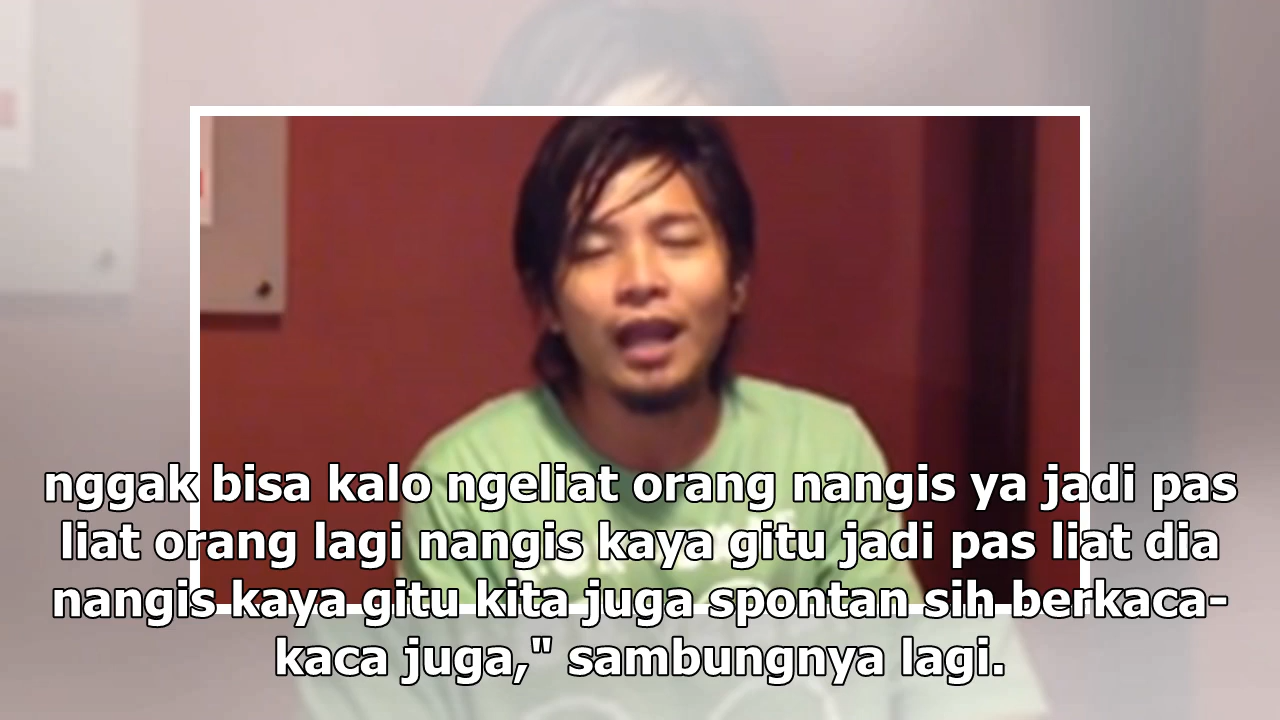 nggak bisa kalo ngeliat orang nangis ya jadi pas
liat orang lagi nangis kaya gitu jadi pas liat dia
nangis kaya gitu kita juga spontan sih berkaca-
kaca juga," sambungnya lagi.